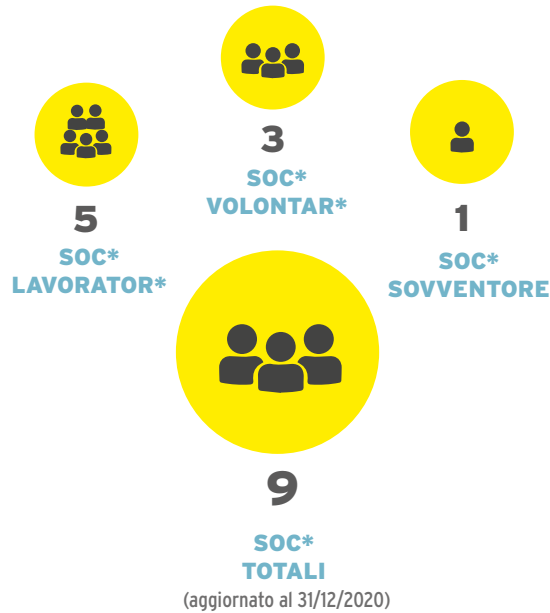 5
SOC*
LAVORATOR*
3
SOC*
VOLONTAR*
1
SOC*
SOVVENTORE
9
SOC*
TOTALI
(aggiornato al 31/12/2020)